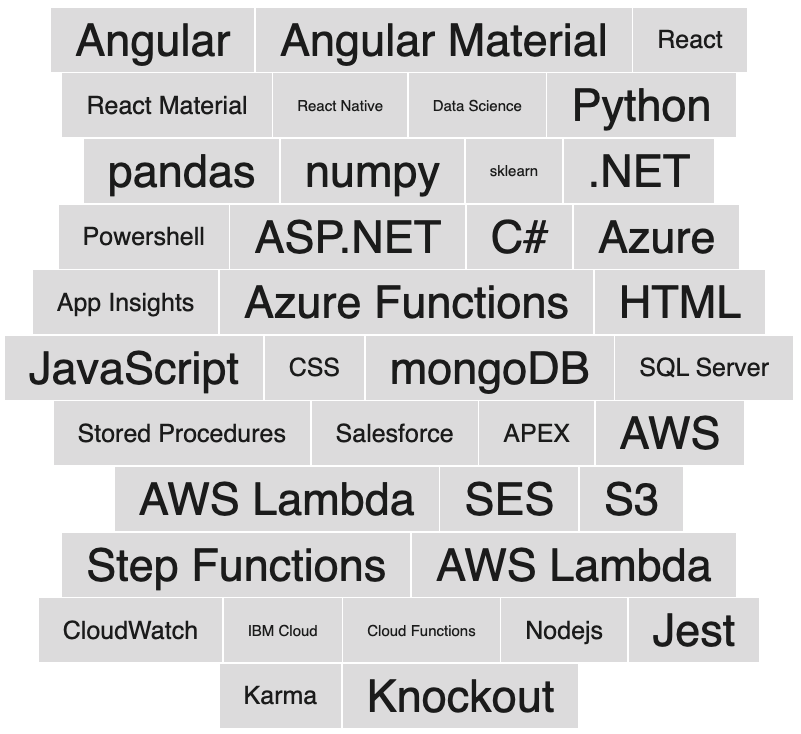 Angular Angular Material React
React Material React Native Data Science Python
pandas numpy sklearn .NET
Powershell ASP.NET C# Azure
App Insights Azure Functions HTML
JavaScript CSS mongoDB SQL Server
Stored Procedures Salesforce APEX AWS
AWS Lambda SES S3
Step Functions AWS Lambda
CloudWatch IBM Cloud Cloud Functions Nodejs Jest
Karma Knockout